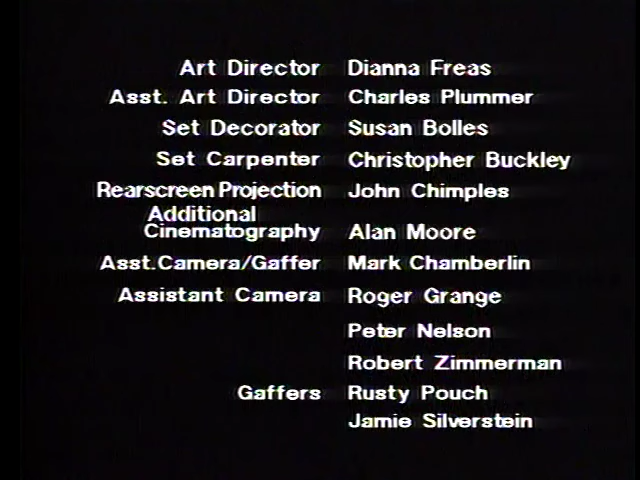 Art Director Dianna Freas
Asst. Art Director Charles Plummer
Set Decorator Susan Bolles
Set Carpenter Christopher Buckley
Rearscreen Projection John Chimples
Additional
Cinematography Alan Moore
Asst.Camera/Gaffer Mark Chamberlin
Assistant Camera Roger Grange
Peter Nelson
Robert Zimmerman
Gaffers Rusty Pouch
Jamie Silverstein